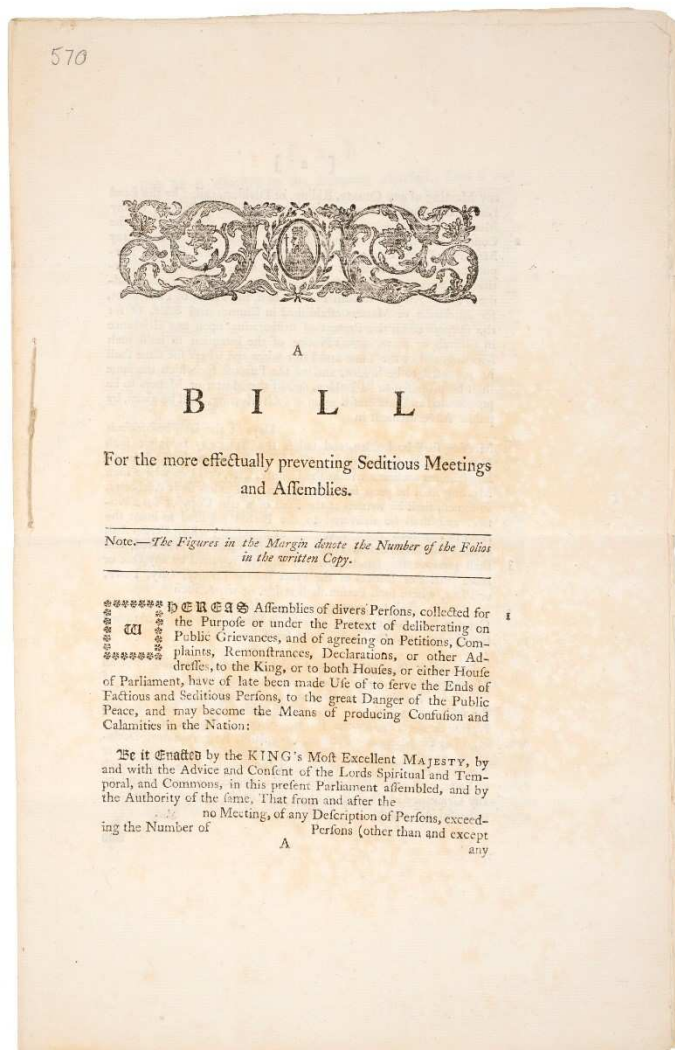 570
A
BILL
For the more effectually preventing Seditious Meetings
and Aſſemblies.
Note.—The Figures in the Margin denote the Number of the Folios
in the written Copy.
WHEREAS Aſſemblies of divers Perſons, collected for 1
the Purpoſe or under the Pretext of deliberating on
Public Grievances, and of agreeing on Petitions, Com-
plaints, Remonſtrances, Declarations, or other Ad-
dreſſes, to the King, or to both Houſes, or either Houſe
of Parliament, have of late been made Uſe of to ſerve the Ends of
Factious and Seditious Perſons, to the great Danger of the Public
Peace, and may become the Means of producing Confuſion and
Calamities in the Nation:
Be it Enacted by the KING's Moſt Excellent MAJESTY, by
and with the Advice and Conſent of the Lords Spiritual and Tem-
poral, and Commons, in this preſent Parliament aſſembled, and by
the Authority of the ſame, That from and after the
no Meeting, of any Deſcription of Perſons, exceed-
ing the Number of Perſons (other than and except
A
any